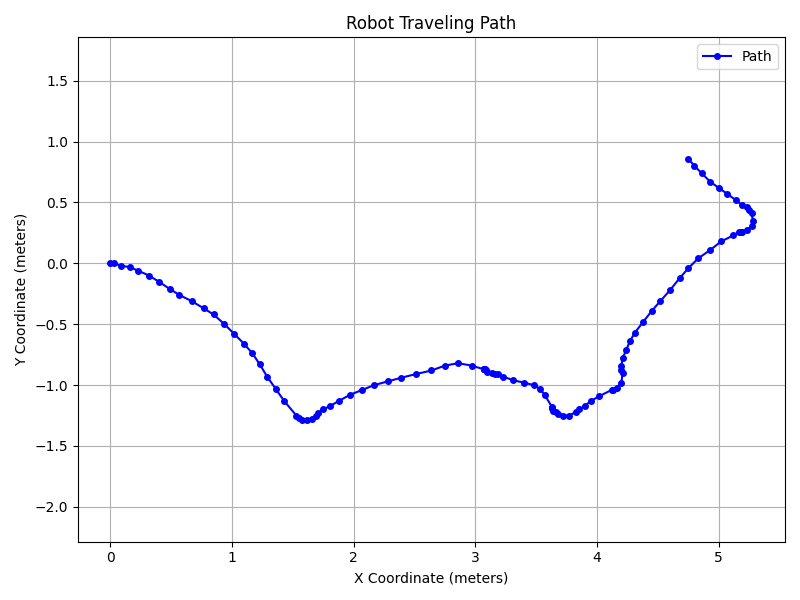 Robot Traveling Path
Path
Y Coordinate (meters)
1.5
1.0
0.5
0.0
−0.5
−1.0
−1.5
−2.0
0 1 2 3 4 5
X Coordinate (meters)